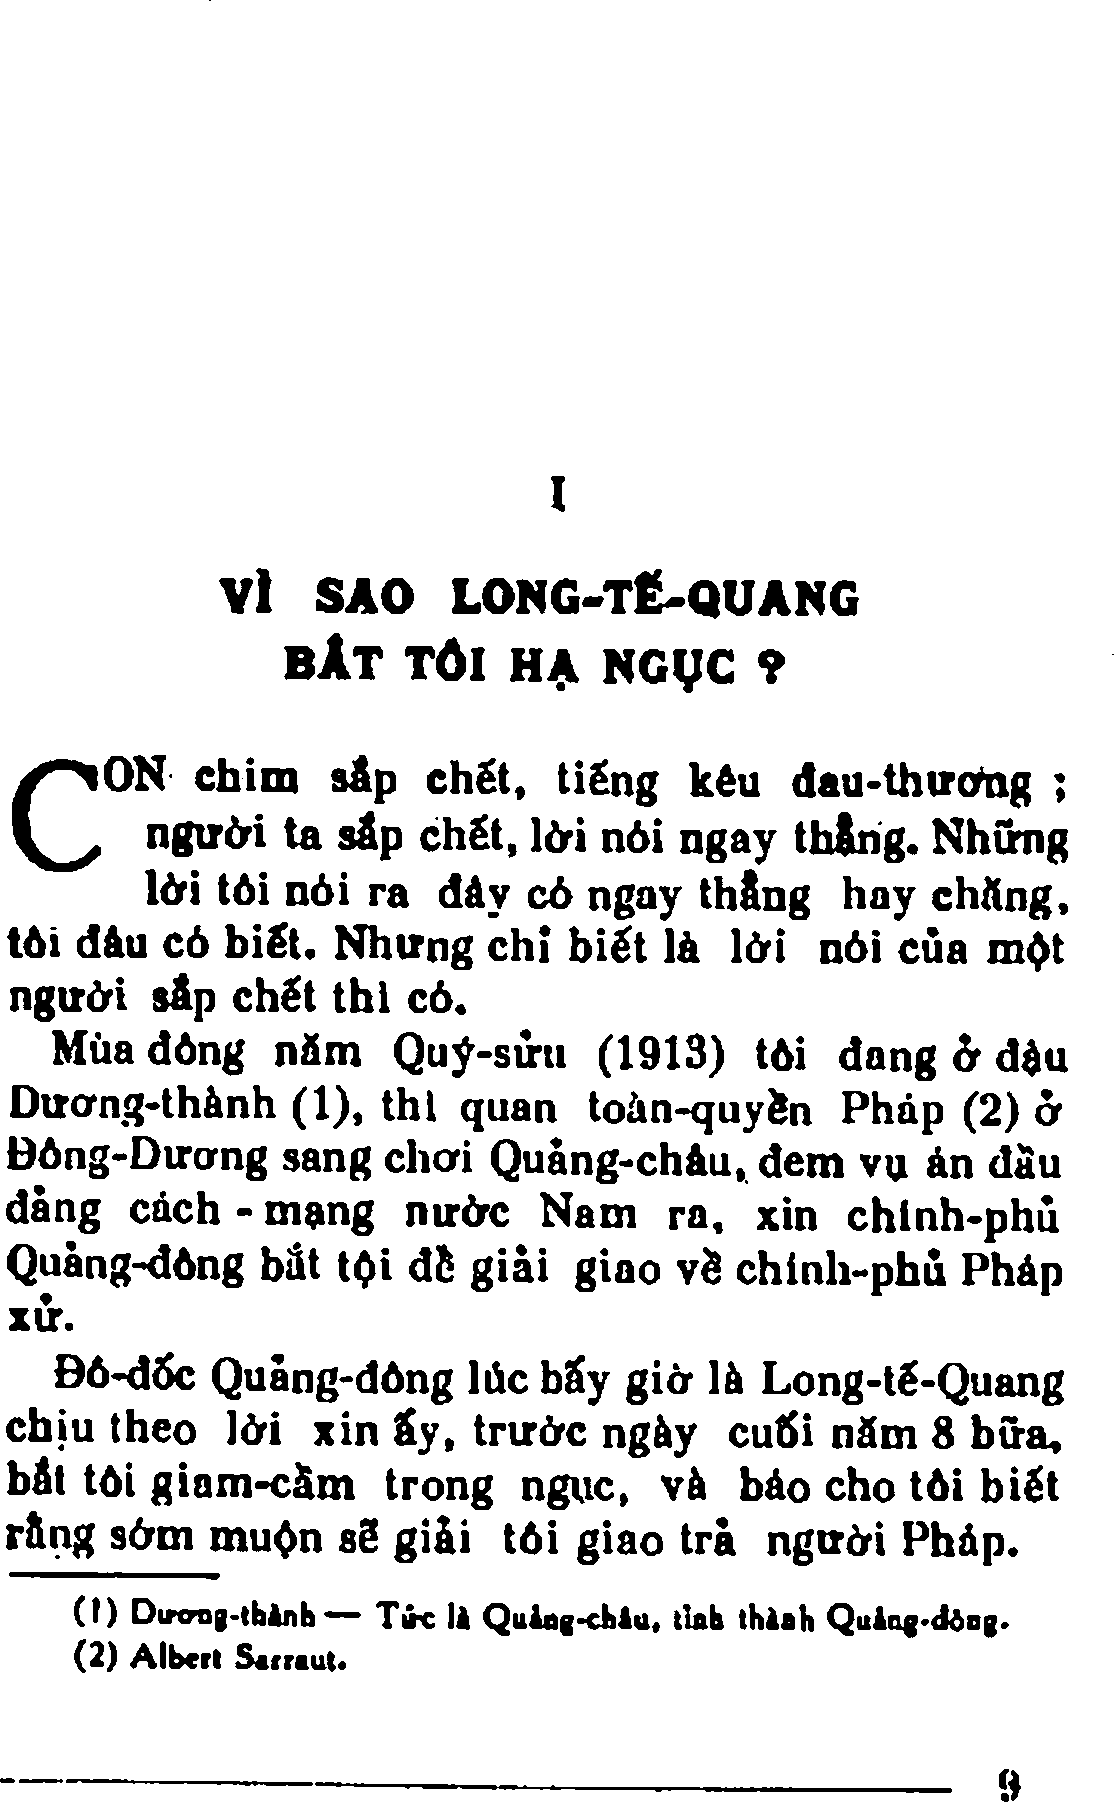 I
VÌ SAO LONG-TẾ-QUANG
BẮT TÔI HẠ NGỤC ?
CON chim sắp chết, tiếng kêu đau-thương ;
người ta sắp chết, lời nói ngay thẳng. Những
lời tôi nói ra đây có ngay thẳng hay chăng,
tôi đâu có biết. Nhưng chỉ biết là lời nói của một
người sắp chết thì có.
Mùa đông năm Quý-sửu (1913) tôi đang ở đậu
Dương-thành (1), thì quan toàn-quyền Pháp (2) ở
Đông-Dương sang chơi Quảng-châu, đem vụ án đầu
đảng cách - mạng nước Nam ra, xin chính-phủ
Quảng-đông bắt tội để giải giao về chính-phủ Pháp
xử.
Đô-đốc Quảng-đông lúc bấy giờ là Long-tế-Quang
chịu theo lời xin ấy, trước ngày cuối năm 8 bữa,
bắt tôi giam-cầm trong ngục, và báo cho tôi biết
rằng sớm muộn sẽ giải tôi giao trả người Pháp.
(1) Dương-thành — Tức là Quảng-châu, tỉnh thành Quảng-đông.
(2) Albert Sarraut.
9